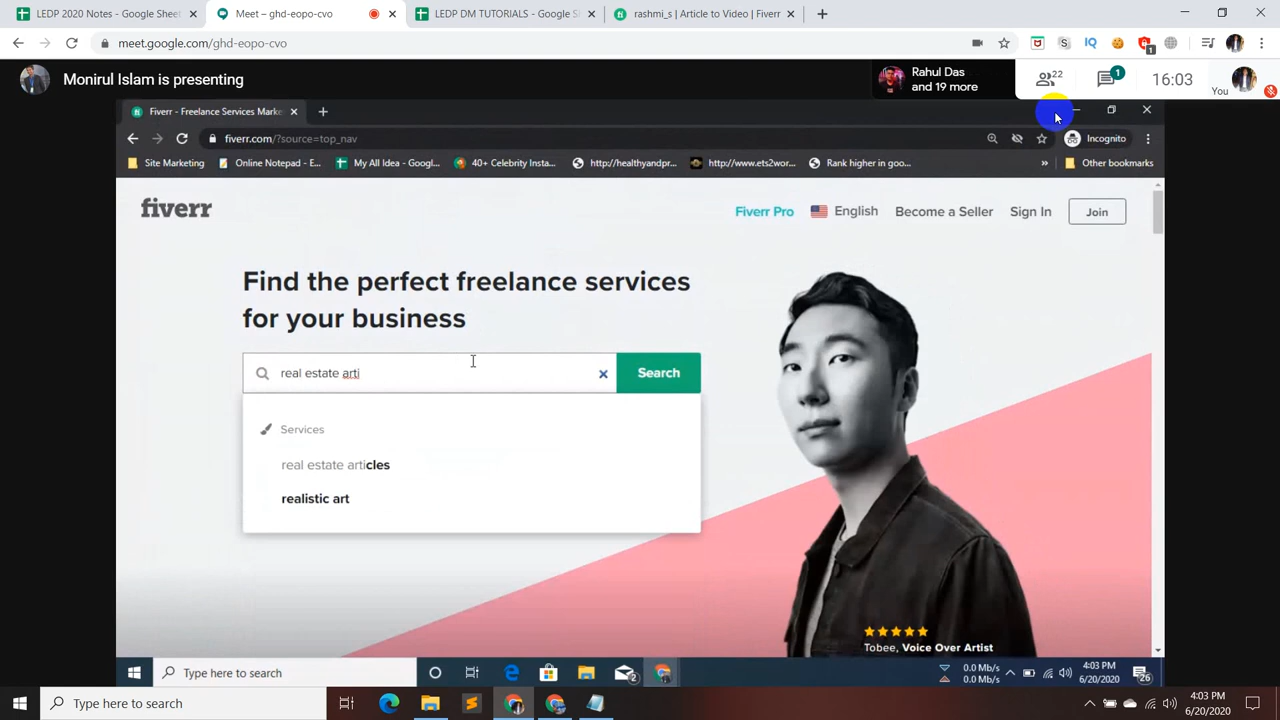 LEDP 2020 Notes - Google Sheet
Meet – ghd-eopo-cvo
LEDP DM TUTORIALS - Google S
rashmi_s | Article to Video | Fiverr
meet.google.com/ghd-eopo-cvo
1
Monirul Islam is presenting
Rahul Das
and 19 more
22
1
16:03
You
Fiverr - Freelance Services Marke
fiverr.com/?source=top_nav
Incognito
Site Marketing
Online Notepad - E...
My All Idea - Googl...
40+ Celebrity Insta...
http://healthyandpr...
http://www.ets2wor...
Rank higher in goo...
»
Other bookmarks
fiverr
Fiverr Pro
English
Become a Seller
Sign In
Join
Find the perfect freelance services
for your business
real estate arti
Search
Services
real estate articles
realistic art
Tobee, Voice Over Artist
Type here to search
2
0.0 Mb/s
0.0 Mb/s
4:03 PM
6/20/2020
26
Type here to search
4:03 PM
6/20/2020